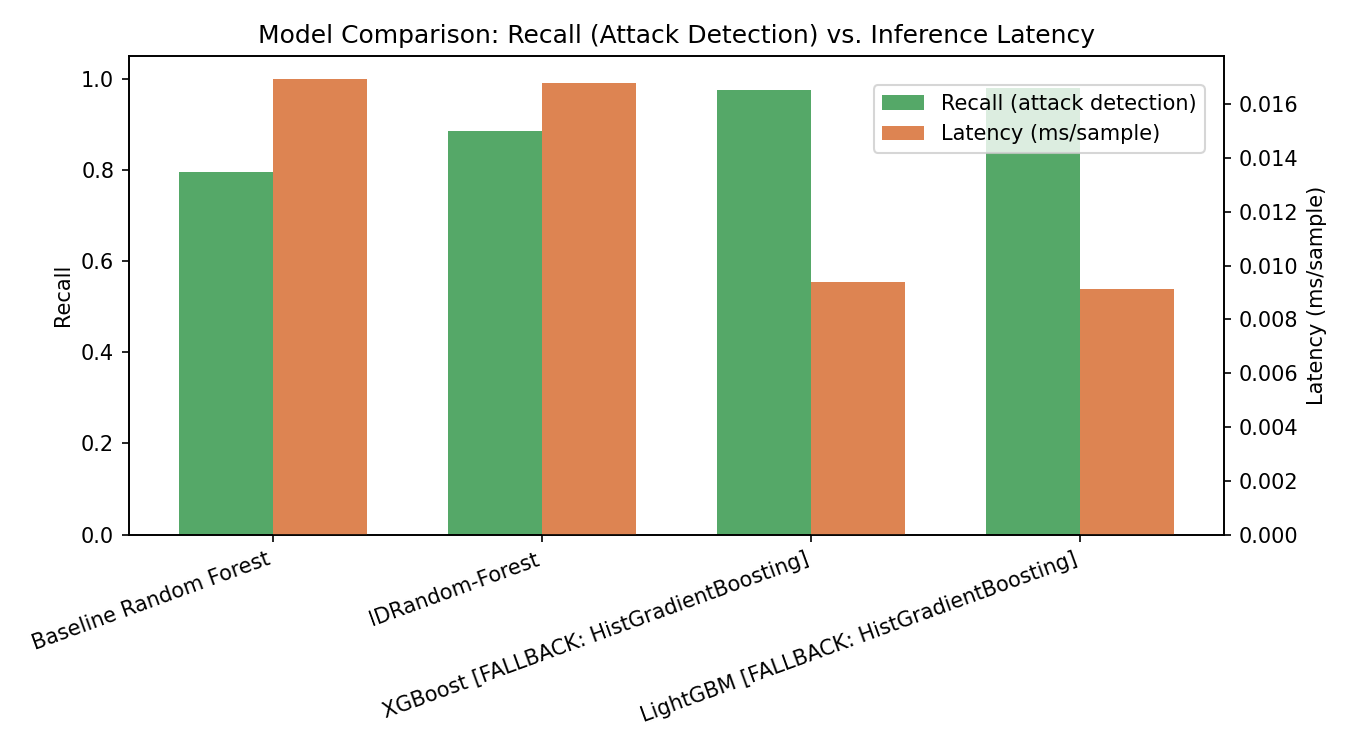 Model Comparison: Recall (Attack Detection) vs. Inference Latency
Recall (attack detection)
Latency (ms/sample)
Recall
1.0
0.8
0.6
0.4
0.2
0.0
0.016
0.014
0.012
0.010
0.008
0.006
0.004
0.002
0.000
Latency (ms/sample)
Baseline Random Forest
IDRandom-Forest
XGBoost [FALLBACK: HistGradientBoosting]
LightGBM [FALLBACK: HistGradientBoosting]